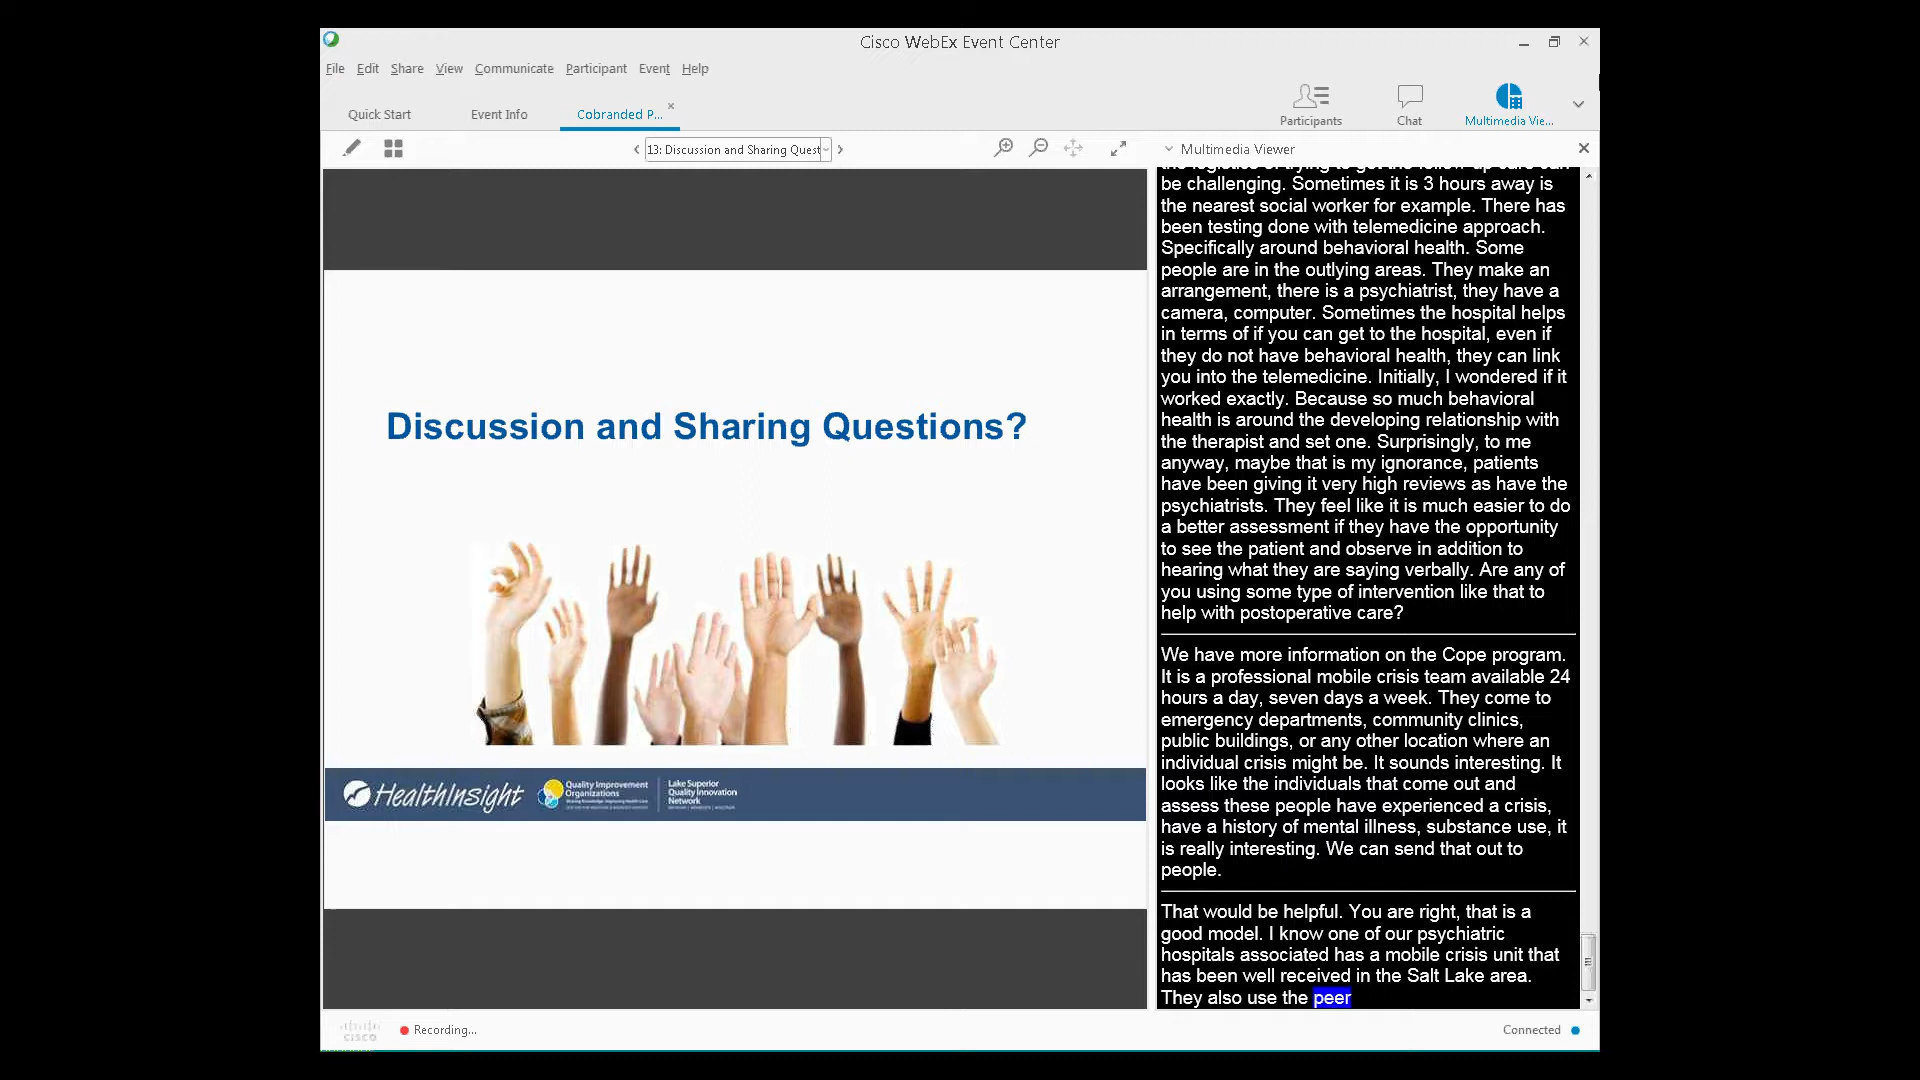 Cisco WebEx Event Center
File Edit Share View Communicate Participant Event Help
Quick Start Event Info Cobranded P...
Participants Chat Multimedia Vie...
13: Discussion and Sharing Quest
Multimedia Viewer
Discussion and Sharing Questions?
HealthInsight
Quality Improvement
Organizations
Lake Superior
Quality Innovation
Network
be challenging. Sometimes it is 3 hours away is
the nearest social worker for example. There has
been testing done with telemedicine approach.
Specifically around behavioral health. Some
people are in the outlying areas. They make an
arrangement, there is a psychiatrist, they have a
camera, computer. Sometimes the hospital helps
in terms of if you can get to the hospital, even if
they do not have behavioral health, they can link
you into the telemedicine. Initially, I wondered if it
worked exactly. Because so much behavioral
health is around the developing relationship with
the therapist and set one. Surprisingly, to me
anyway, maybe that is my ignorance, patients
have been giving it very high reviews as have the
psychiatrists. They feel like it is much easier to do
a better assessment if they have the opportunity
to see the patient and observe in addition to
hearing what they are saying verbally. Are any of
you using some type of intervention like that to
help with postoperative care?
We have more information on the Cope program.
It is a professional mobile crisis team available 24
hours a day, seven days a week. They come to
emergency departments, community clinics,
public buildings, or any other location where an
individual crisis might be. It sounds interesting. It
looks like the individuals that come out and
assess these people have experienced a crisis,
have a history of mental illness, substance use, it
is really interesting. We can send that out to
people.
That would be helpful. You are right, that is a
good model. I know one of our psychiatric
hospitals associated has a mobile crisis unit that
has been well received in the Salt Lake area.
They also use the peer
cisco
Recording...
Connected